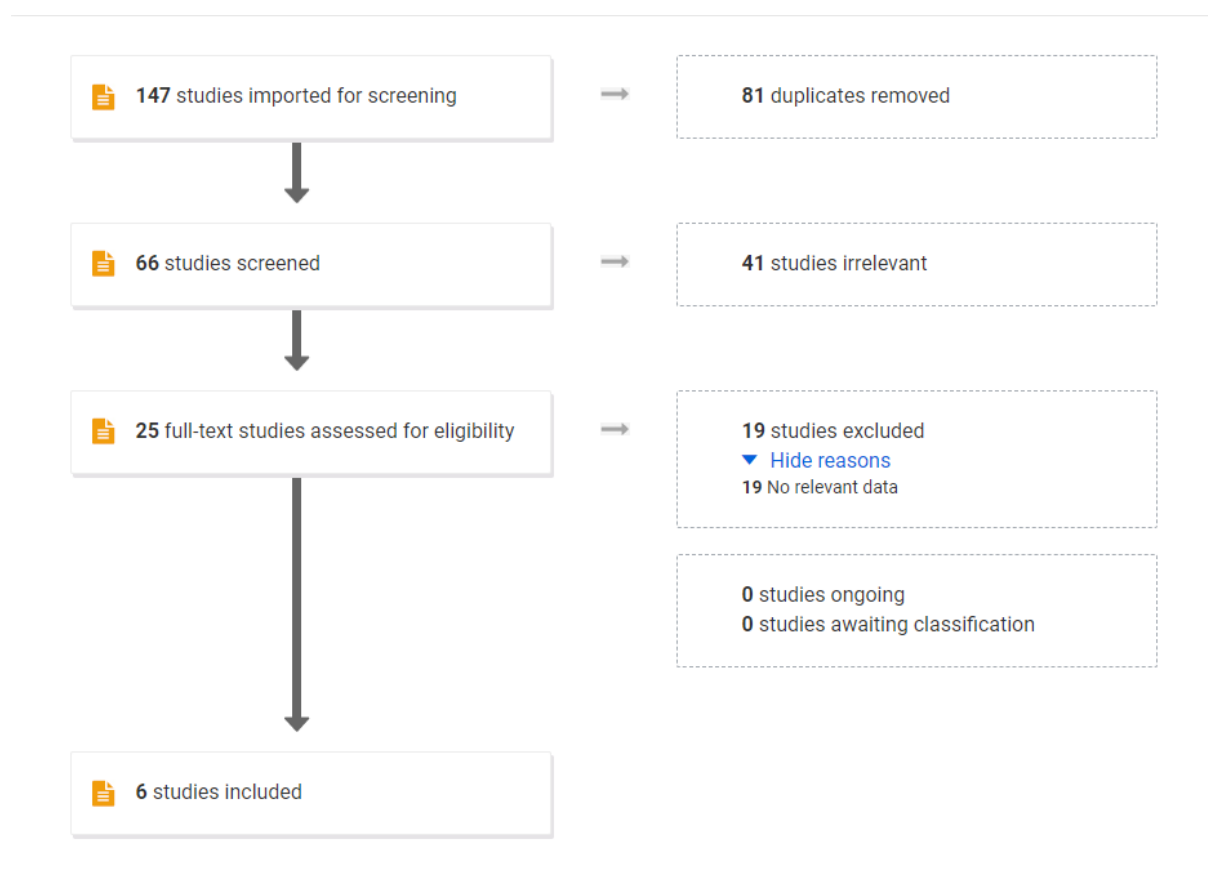 147 studies imported for screening
81 duplicates removed
66 studies screened
41 studies irrelevant
25 full-text studies assessed for eligibility
19 studies excluded
Hide reasons
19 No relevant data
0 studies ongoing
0 studies awaiting classification
6 studies included